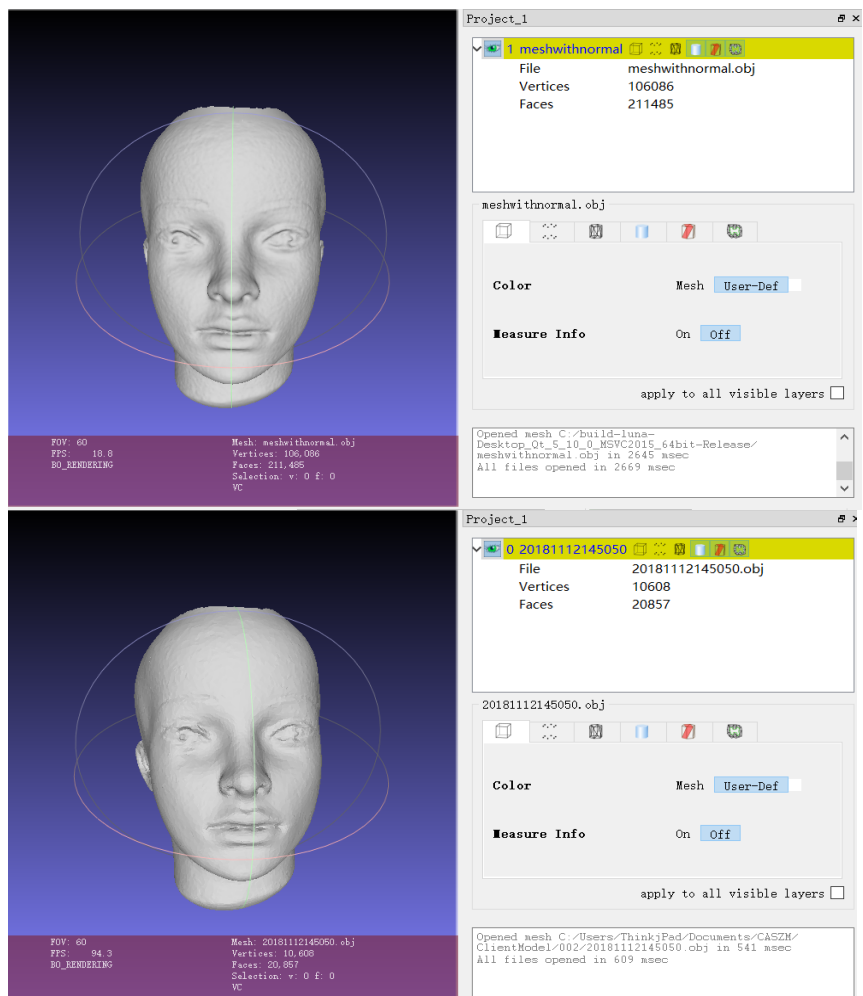 Project_1
1 meshwithnormal
File meshwithnormal.obj
Vertices 106086
Faces 211485
meshwithnormal.obj
Color Mesh User-Def
Measure Info On Off
apply to all visible layers
Opened mesh C:/build-luna-
Desktop_Qt_5_10_0_MSVC2015_64bit-Release/
meshwithnormal.obj in 2645 msec
All files opened in 2669 msec
FOV: 60
FPS: 18.8
BO_RENDERING
Mesh: meshwithnormal.obj
Vertices: 106,086
Faces: 211,485
Selection: v: 0 f: 0
VC
Project_1
0 20181112145050
File 20181112145050.obj
Vertices 10608
Faces 20857
20181112145050.obj
Color Mesh User-Def
Measure Info On Off
apply to all visible layers
Opened mesh C:/Users/ThinkjPad/Documents/CASZM/
ClientModel/002/20181112145050.obj in 541 msec
All files opened in 609 msec
FOV: 60
FPS: 94.3
BO_RENDERING
Mesh: 20181112145050.obj
Vertices: 10,608
Faces: 20,857
Selection: v: 0 f: 0
VC